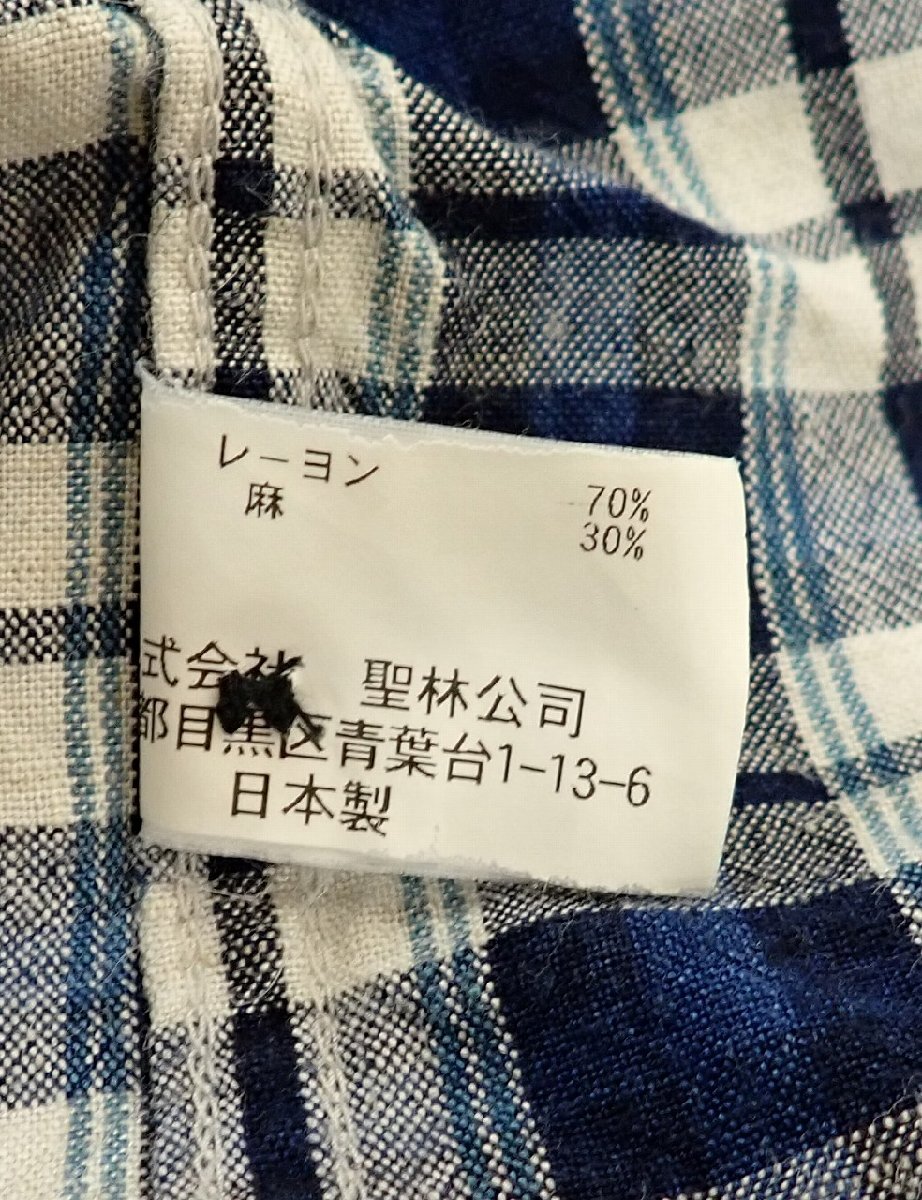 レーヨン 70%
麻 30%
式会社 聖林公司
都目黒区青葉台1-13-6
日本製